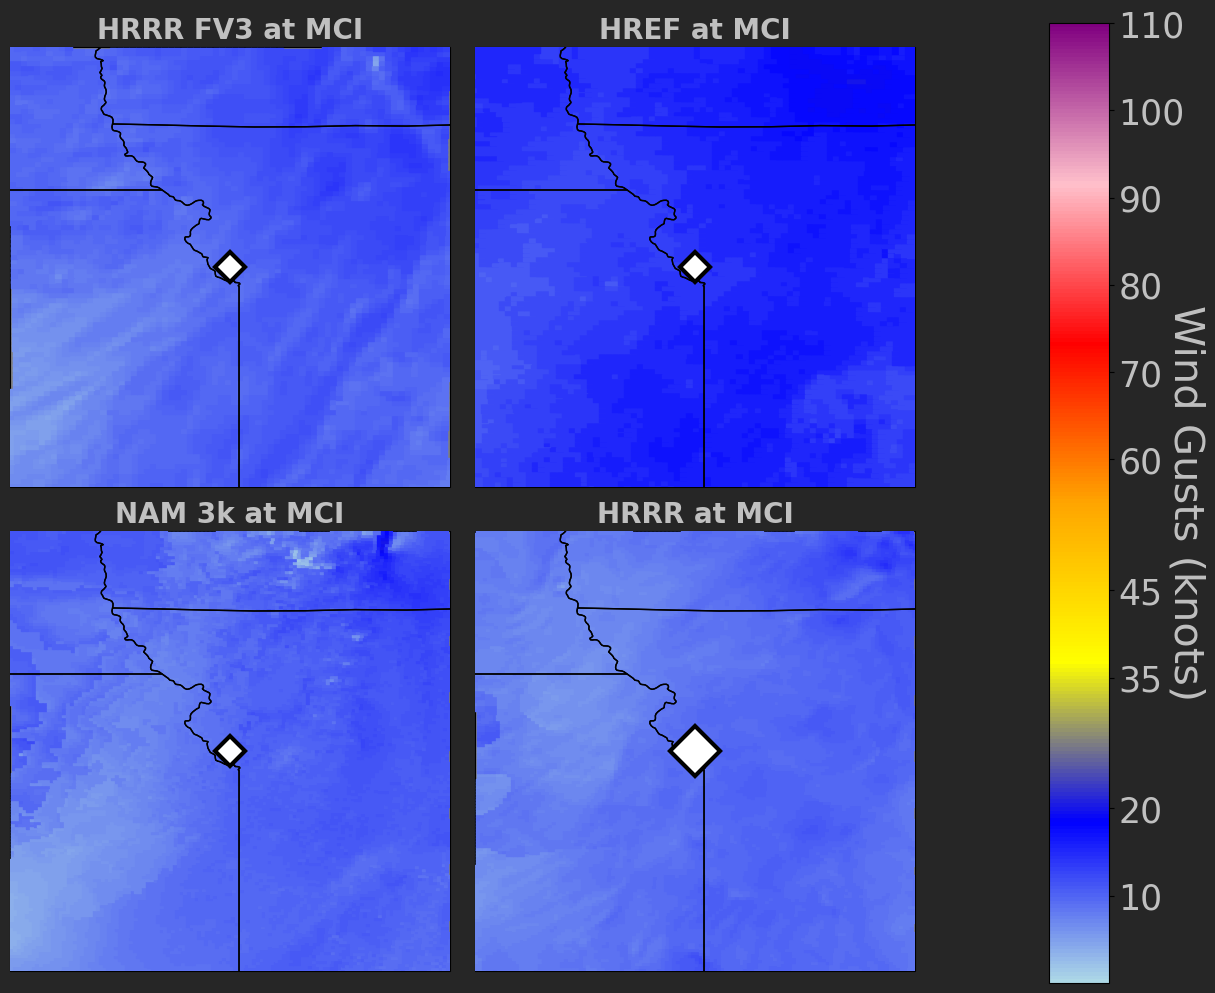 HRRR FV3 at MCI
HREF at MCI
NAM 3k at MCI
HRRR at MCI
110
100
90
80
70
60
45
35
20
10
Wind Gusts (knots)